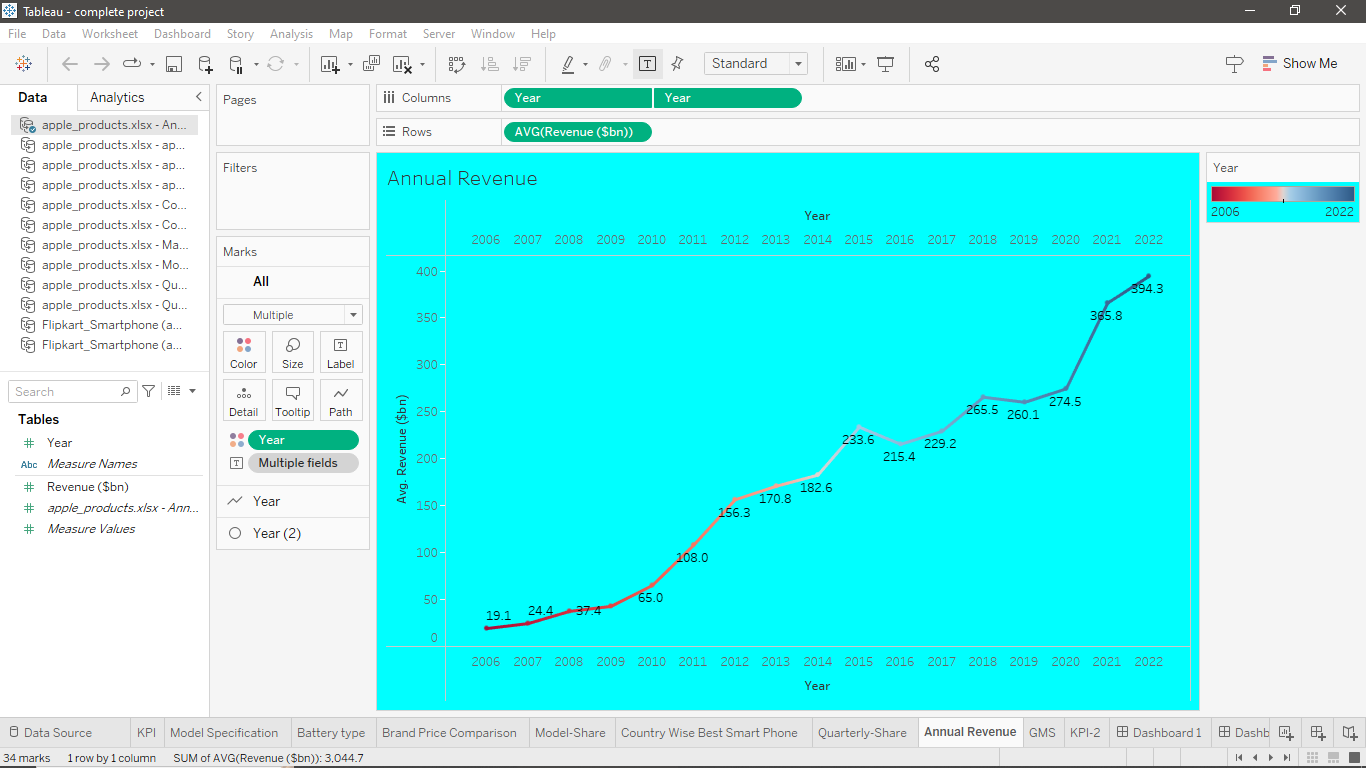 Tableau - complete project
File Data Worksheet Dashboard Story Analysis Map Format Server Window Help
Standard
Show Me
Data Analytics
apple_products.xlsx - An...
apple_products.xlsx - ap...
apple_products.xlsx - ap...
apple_products.xlsx - ap...
apple_products.xlsx - Co...
apple_products.xlsx - Co...
apple_products.xlsx - Ma...
apple_products.xlsx - Mo...
apple_products.xlsx - Qu...
apple_products.xlsx - Qu...
Flipkart_Smartphone (a...
Flipkart_Smartphone (a...
Search
Tables
Year
Abc Measure Names
Revenue ($bn)
apple_products.xlsx - Ann...
Measure Values
Pages
Filters
Marks
All
Multiple
Color Size Label
Detail Tooltip Path
Year
Multiple fields
Year
Year (2)
Columns Year Year
Rows AVG(Revenue ($bn))
Annual Revenue
Year
2006 2007 2008 2009 2010 2011 2012 2013 2014 2015 2016 2017 2018 2019 2020 2021 2022
Avg. Revenue ($bn)
400
350
300
250
200
150
100
50
0
19.1
24.4
37.4
65.0
108.0
156.3
170.8
182.6
233.6
215.4
229.2
265.5
260.1
274.5
365.8
394.3
2006 2007 2008 2009 2010 2011 2012 2013 2014 2015 2016 2017 2018 2019 2020 2021 2022
Year
Year
2006 2022
Data Source KPI Model Specification Battery type Brand Price Comparison Model-Share Country Wise Best Smart Phone Quarterly-Share Annual Revenue GMS KPI-2 Dashboard 1 Dashb
34 marks 1 row by 1 column SUM of AVG(Revenue ($bn)): 3,044.7